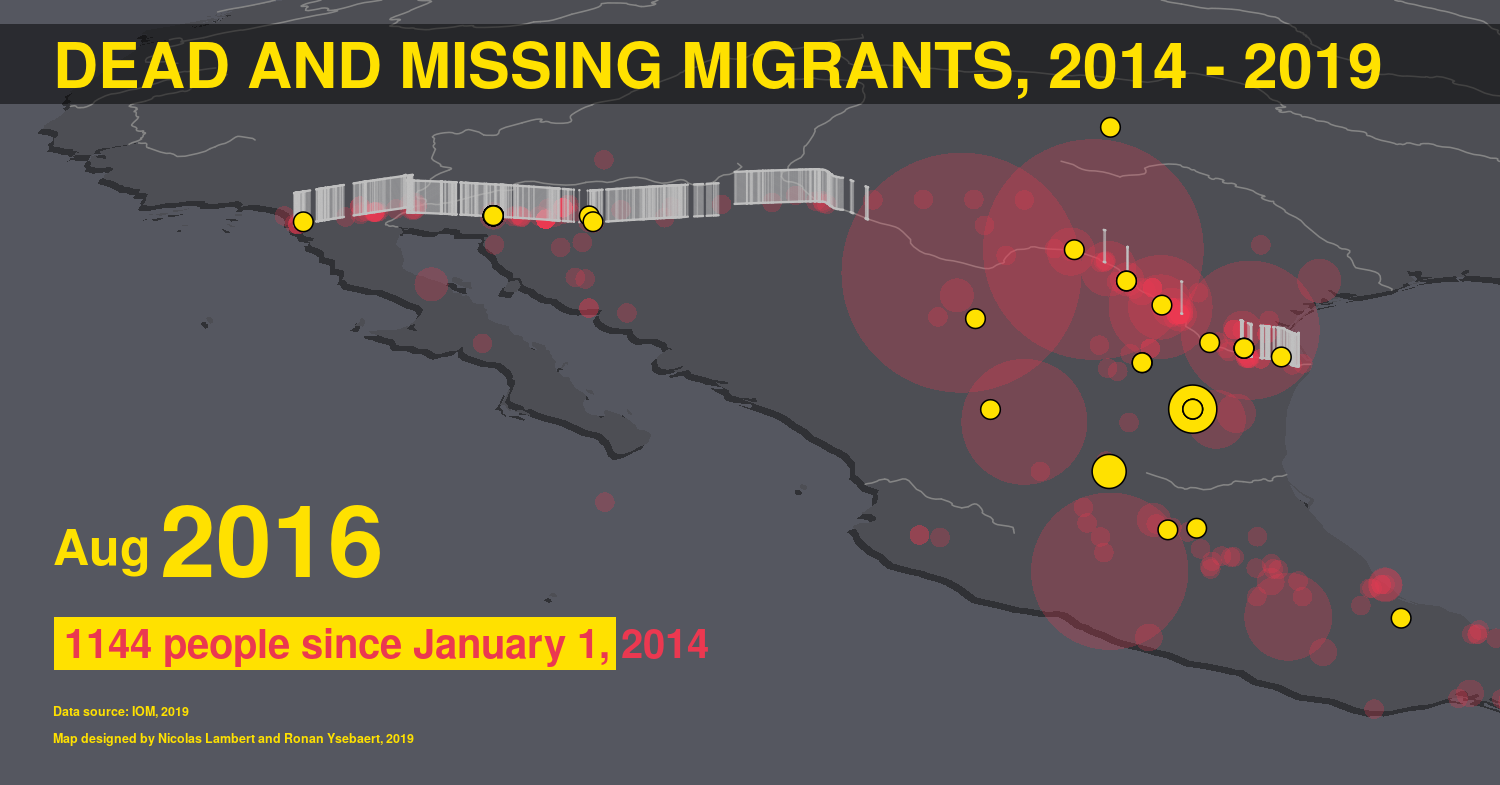 DEAD AND MISSING MIGRANTS, 2014 - 2019
Aug 2016
1144 people since January 1, 2014
Data source: IOM, 2019
Map designed by Nicolas Lambert and Ronan Ysebaert, 2019